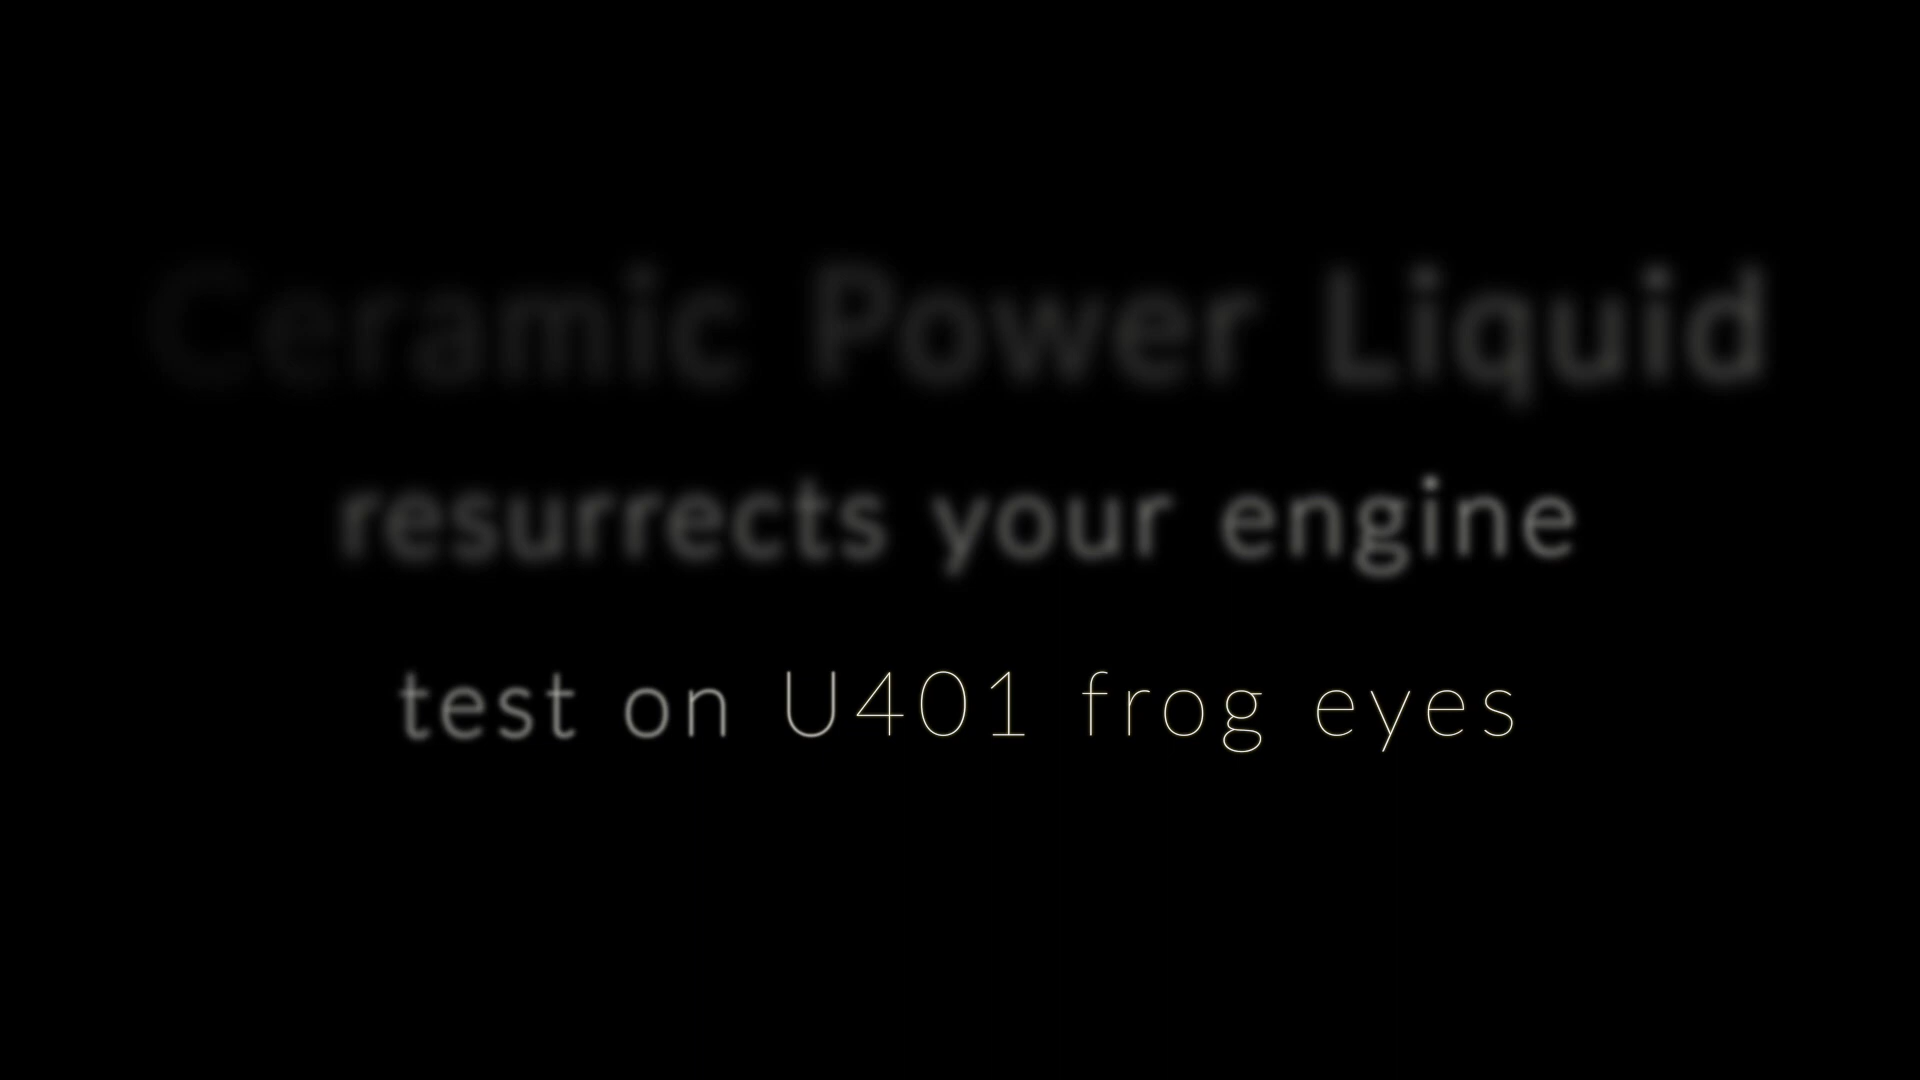 Ceramic Power Liquid
resurrects your engine
test on U401 frog eyes